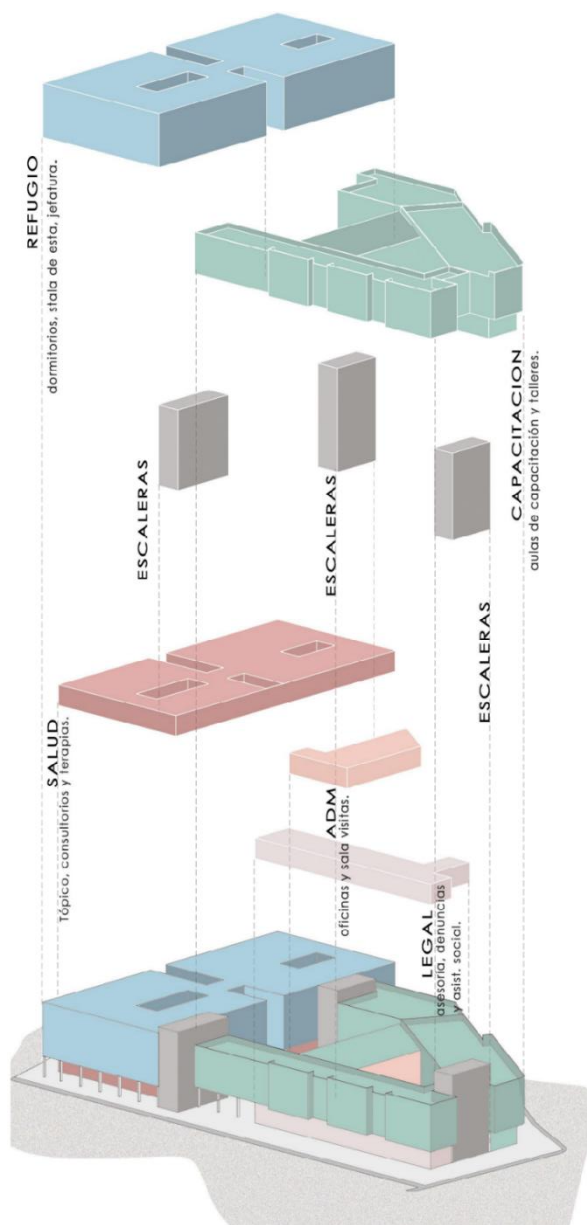 REFUGIO
dormitorios, stala de esta, jefatura.
CAPACITACION
aulas de capacitación y talleres.
ESCALERAS
ESCALERAS
ESCALERAS
SALUD
Tópico, consultorios y terapias.
ADM
oficinas y sala visitas.
LEGAL
asesoría, denuncias
y asist. social.